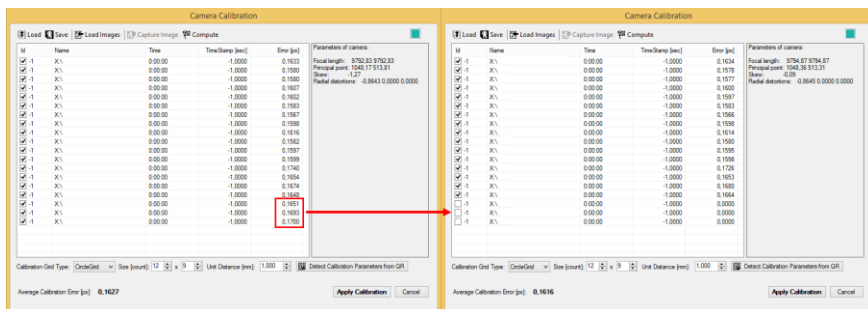 Camera Calibration
Load Save Load Images Capture Image Compute
Id Name Time TimeStamp [sec] Error [px]
-1 X:\ 0:00:00 -1,0000 0,1633
-1 X:\ 0:00:00 -1,0000 0,1580
-1 X:\ 0:00:00 -1,0000 0,1580
-1 X:\ 0:00:00 -1,0000 0,1607
-1 X:\ 0:00:00 -1,0000 0,1602
-1 X:\ 0:00:00 -1,0000 0,1583
-1 X:\ 0:00:00 -1,0000 0,1567
-1 X:\ 0:00:00 -1,0000 0,1598
-1 X:\ 0:00:00 -1,0000 0,1616
-1 X:\ 0:00:00 -1,0000 0,1582
-1 X:\ 0:00:00 -1,0000 0,1597
-1 X:\ 0:00:00 -1,0000 0,1599
-1 X:\ 0:00:00 -1,0000 0,1740
-1 X:\ 0:00:00 -1,0000 0,1654
-1 X:\ 0:00:00 -1,0000 0,1674
-1 X:\ 0:00:00 -1,0000 0,1648
-1 X:\ 0:00:00 -1,0000 0,1651
-1 X:\ 0:00:00 -1,0000 0,1693
-1 X:\ 0:00:00 -1,0000 0,1700
Parameters of camera:
Focal length: 9792,83 9792,83
Principal point: 1048,17 513,81
Skew: -1,27
Radial distortions: -0,8643 0,0000 0,0000
Calibration Grid Type: CircleGrid Size [count]: 12 x 9 Unit Distance [mm]: 1,000 Detect Calibration Parameters from QR
Average Calibration Error [px]: 0,1627 Apply Calibration Cancel
Camera Calibration
Load Save Load Images Capture Image Compute
Id Name Time TimeStamp [sec] Error [px]
-1 X:\ 0:00:00 -1,0000 0,1634
-1 X:\ 0:00:00 -1,0000 0,1578
-1 X:\ 0:00:00 -1,0000 0,1577
-1 X:\ 0:00:00 -1,0000 0,1600
-1 X:\ 0:00:00 -1,0000 0,1597
-1 X:\ 0:00:00 -1,0000 0,1583
-1 X:\ 0:00:00 -1,0000 0,1566
-1 X:\ 0:00:00 -1,0000 0,1598
-1 X:\ 0:00:00 -1,0000 0,1614
-1 X:\ 0:00:00 -1,0000 0,1580
-1 X:\ 0:00:00 -1,0000 0,1595
-1 X:\ 0:00:00 -1,0000 0,1598
-1 X:\ 0:00:00 -1,0000 0,1726
-1 X:\ 0:00:00 -1,0000 0,1653
-1 X:\ 0:00:00 -1,0000 0,1680
-1 X:\ 0:00:00 -1,0000 0,1664
-1 X:\ 0:00:00 -1,0000 0,0000
-1 X:\ 0:00:00 -1,0000 0,0000
-1 X:\ 0:00:00 -1,0000 0,0000
Parameters of camera:
Focal length: 9794,87 9794,87
Principal point: 1048,36 513,31
Skew: -0,09
Radial distortions: -0,8645 0,0000 0,0000
Calibration Grid Type: CircleGrid Size [count]: 12 x 9 Unit Distance [mm]: 1,000 Detect Calibration Parameters from QR
Average Calibration Error [px]: 0,1616 Apply Calibration Cancel